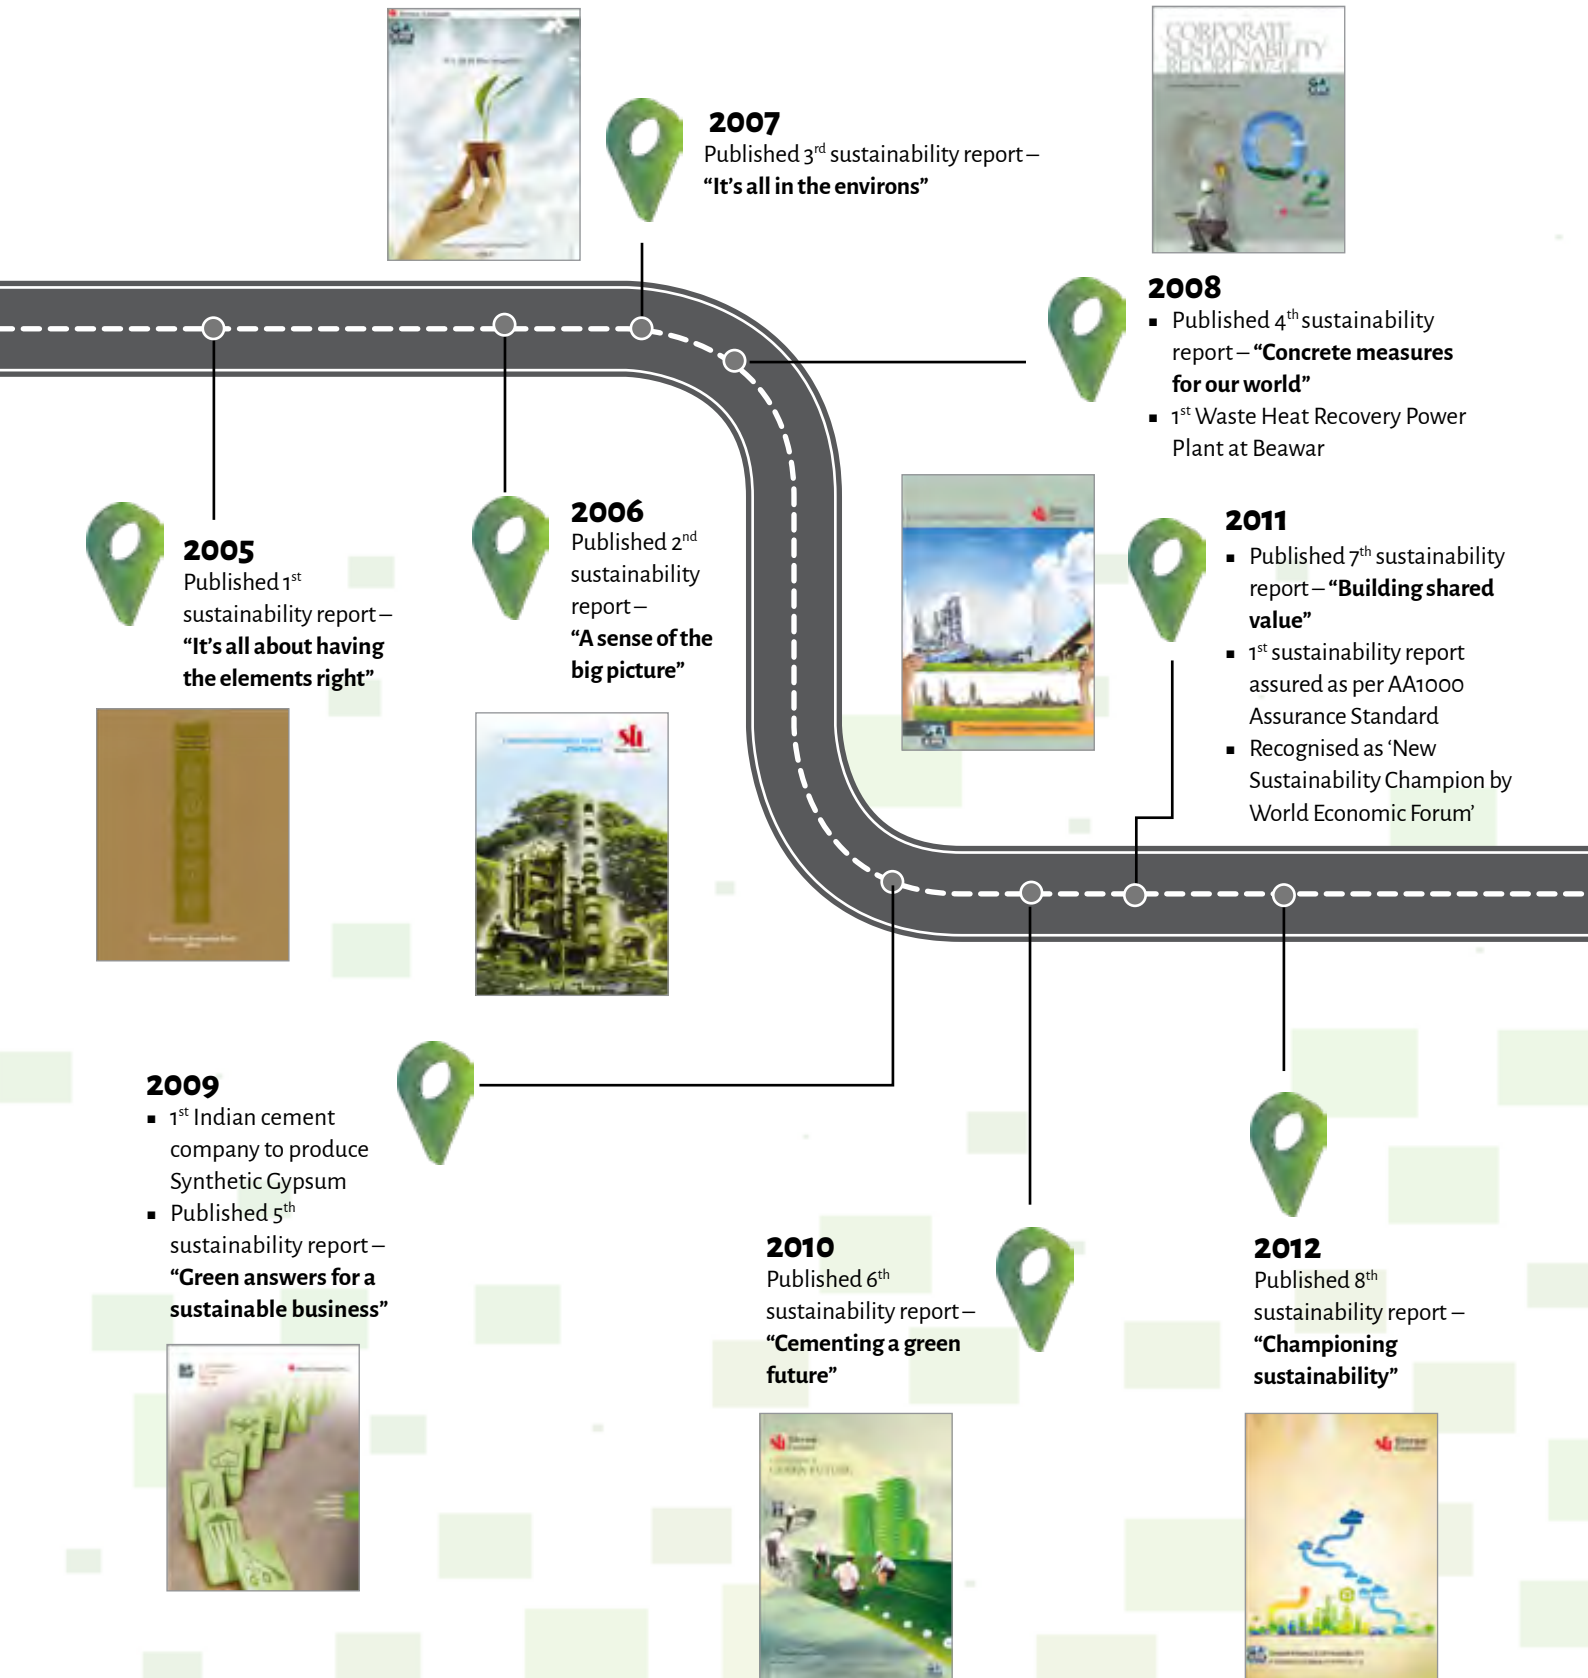 2007
Published 3rd sustainability report –
“It’s all in the environs”
CORPORATE
SUSTAINABILITY
REPORT 2007-08
2008
▪ Published 4th sustainability
report – “Concrete measures
for our world”
▪ 1st Waste Heat Recovery Power
Plant at Beawar
2005
Published 1st
sustainability report –
“It’s all about having
the elements right”
2006
Published 2nd
sustainability
report –
“A sense of the
big picture”
2011
▪ Published 7th sustainability
report – “Building shared
value”
▪ 1st sustainability report
assured as per AA1000
Assurance Standard
▪ Recognised as ‘New
Sustainability Champion by
World Economic Forum’
2009
▪ 1st Indian cement
company to produce
Synthetic Gypsum
▪ Published 5th
sustainability report –
“Green answers for a
sustainable business”
2010
Published 6th
sustainability report –
“Cementing a green
future”
GREEN FUTURE
2012
Published 8th
sustainability report –
“Championing
sustainability”